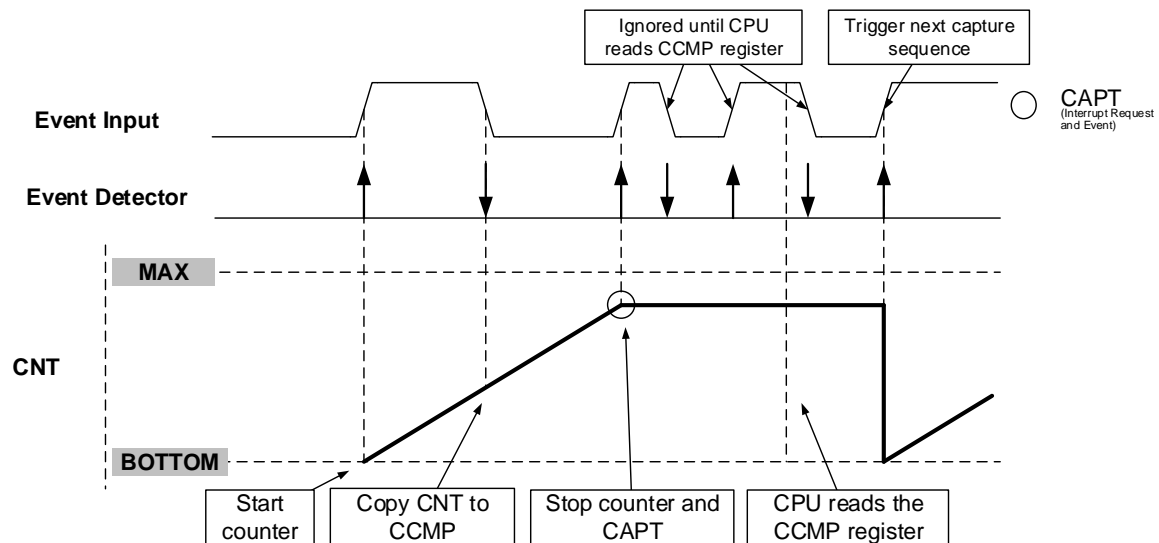 Ignored until CPU
reads CCMP register
Trigger next capture
sequence
CAPT
(Interrupt Request
and Event)
Event Input
Event Detector
MAX
CNT
BOTTOM
Start
counter
Copy CNT to
CCMP
Stop counter and
CAPT
CPU reads the
CCMP register